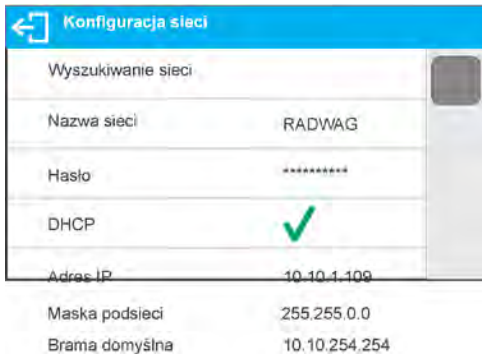 Konfiguracja sieci
Wyszukiwanie sieci
Nazwa sieci RADWAG
Hasło **********
DHCP
Adres IP 10.10.1.109
Maska podsieci 255.255.0.0
Brama domyślna 10.10.254.254